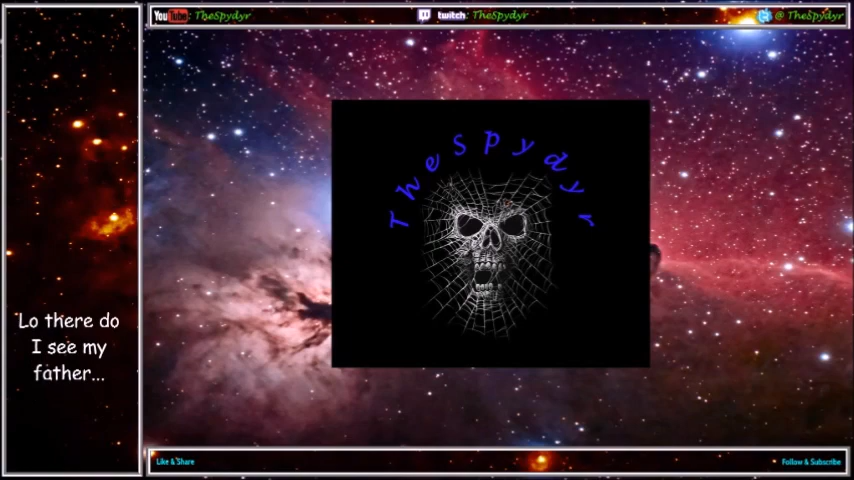 YouTube: TheSpydyr
twitch: TheSpydyr
@ TheSpydyr
TheSpydyr
Lo there do
I see my
father...
Like & Share
Follow & Subscribe